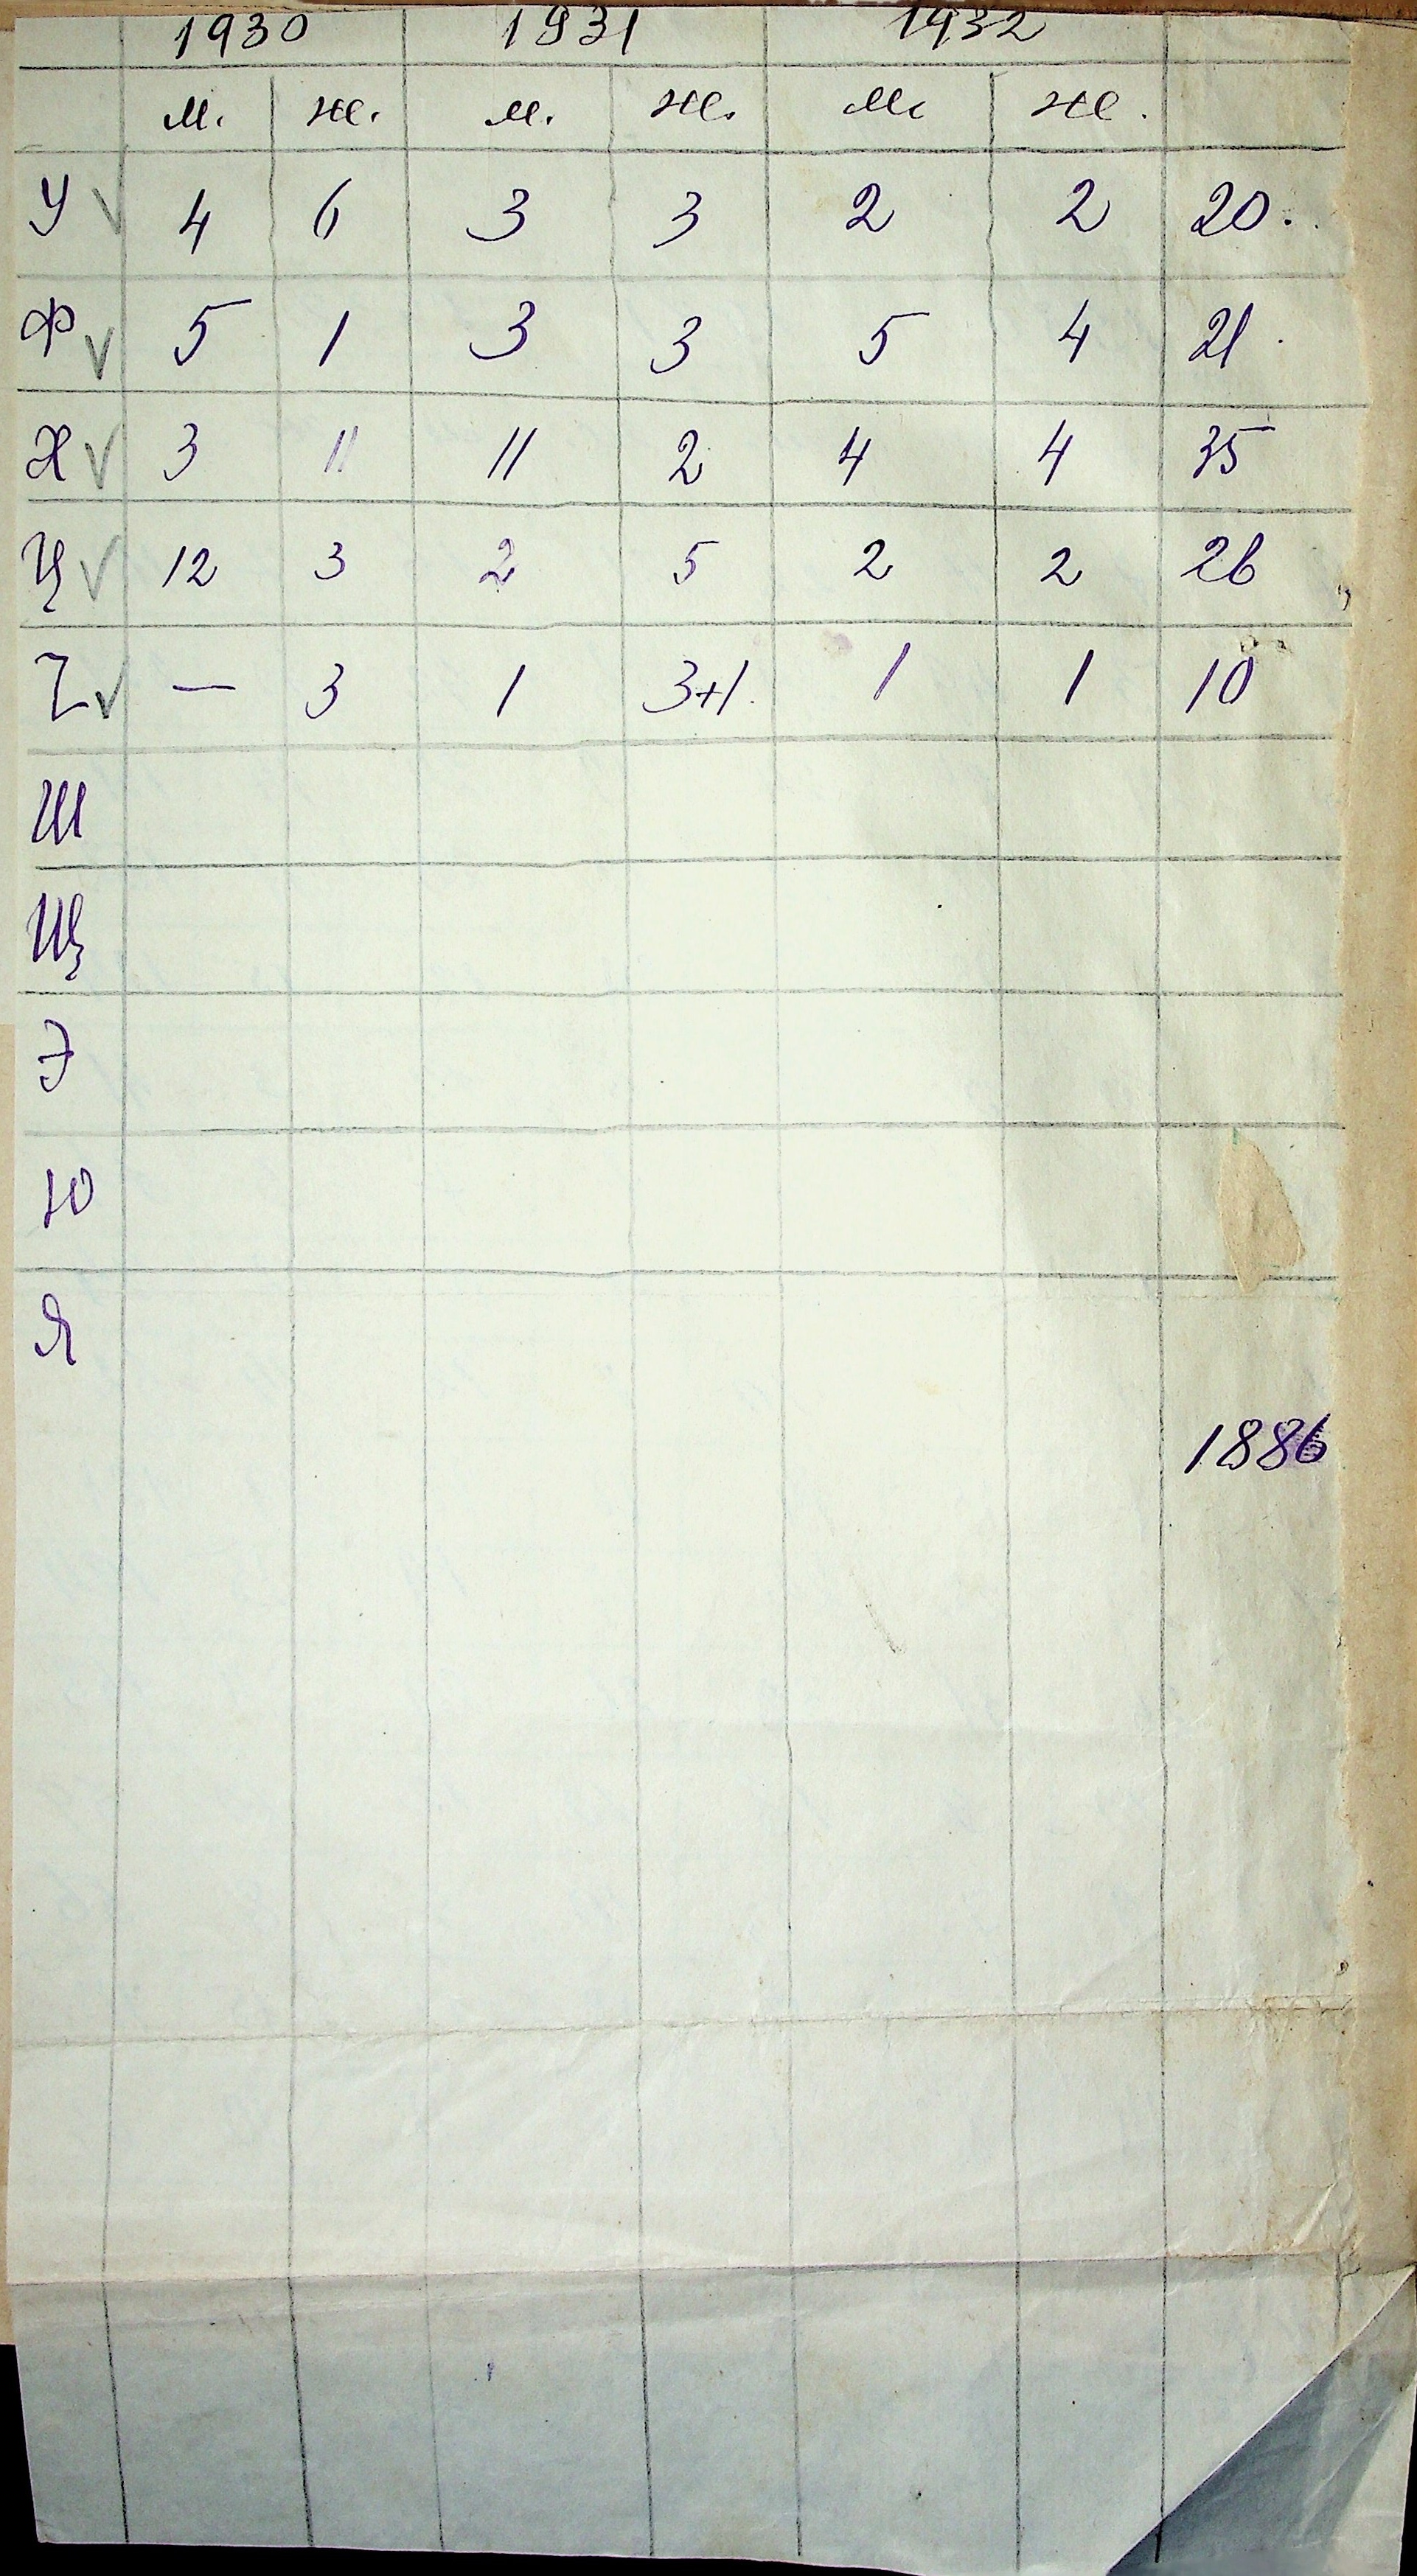 1930 1931 1932
м. ж. м. ж. м. ж.
У √ 4 6 3 3 2 2 20.
Ф √ 5 1 3 3 5 4 21
Х √ 3 11 11 2 4 4 35
Ц √ 12 3 2 5 2 2 26
Ч √ — 3 1 3+1. 1 1 10
Ш
Щ
Э
Ю
Я
1886